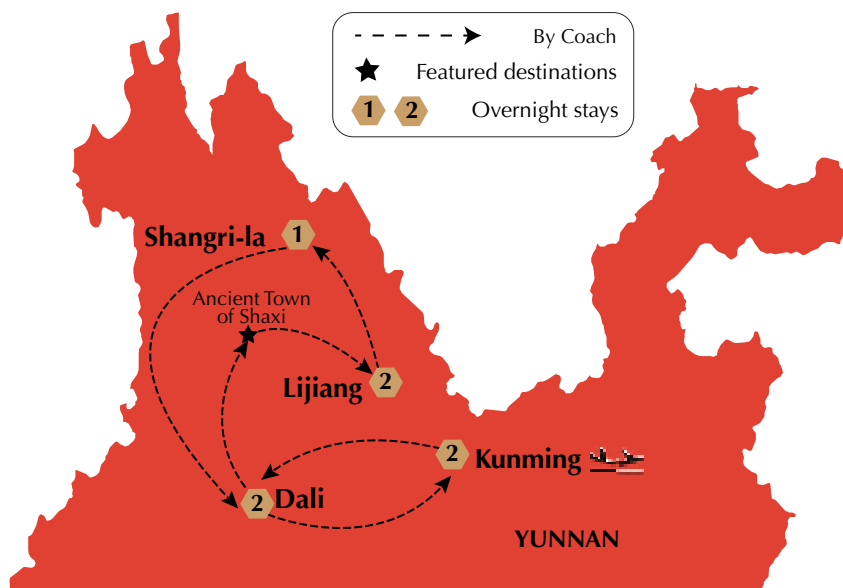 By Coach
Featured destinations
1 2 Overnight stays
Shangri-la 1
Ancient Town
of Shaxi
Lijiang 2
2 Kunming
2 Dali
YUNNAN